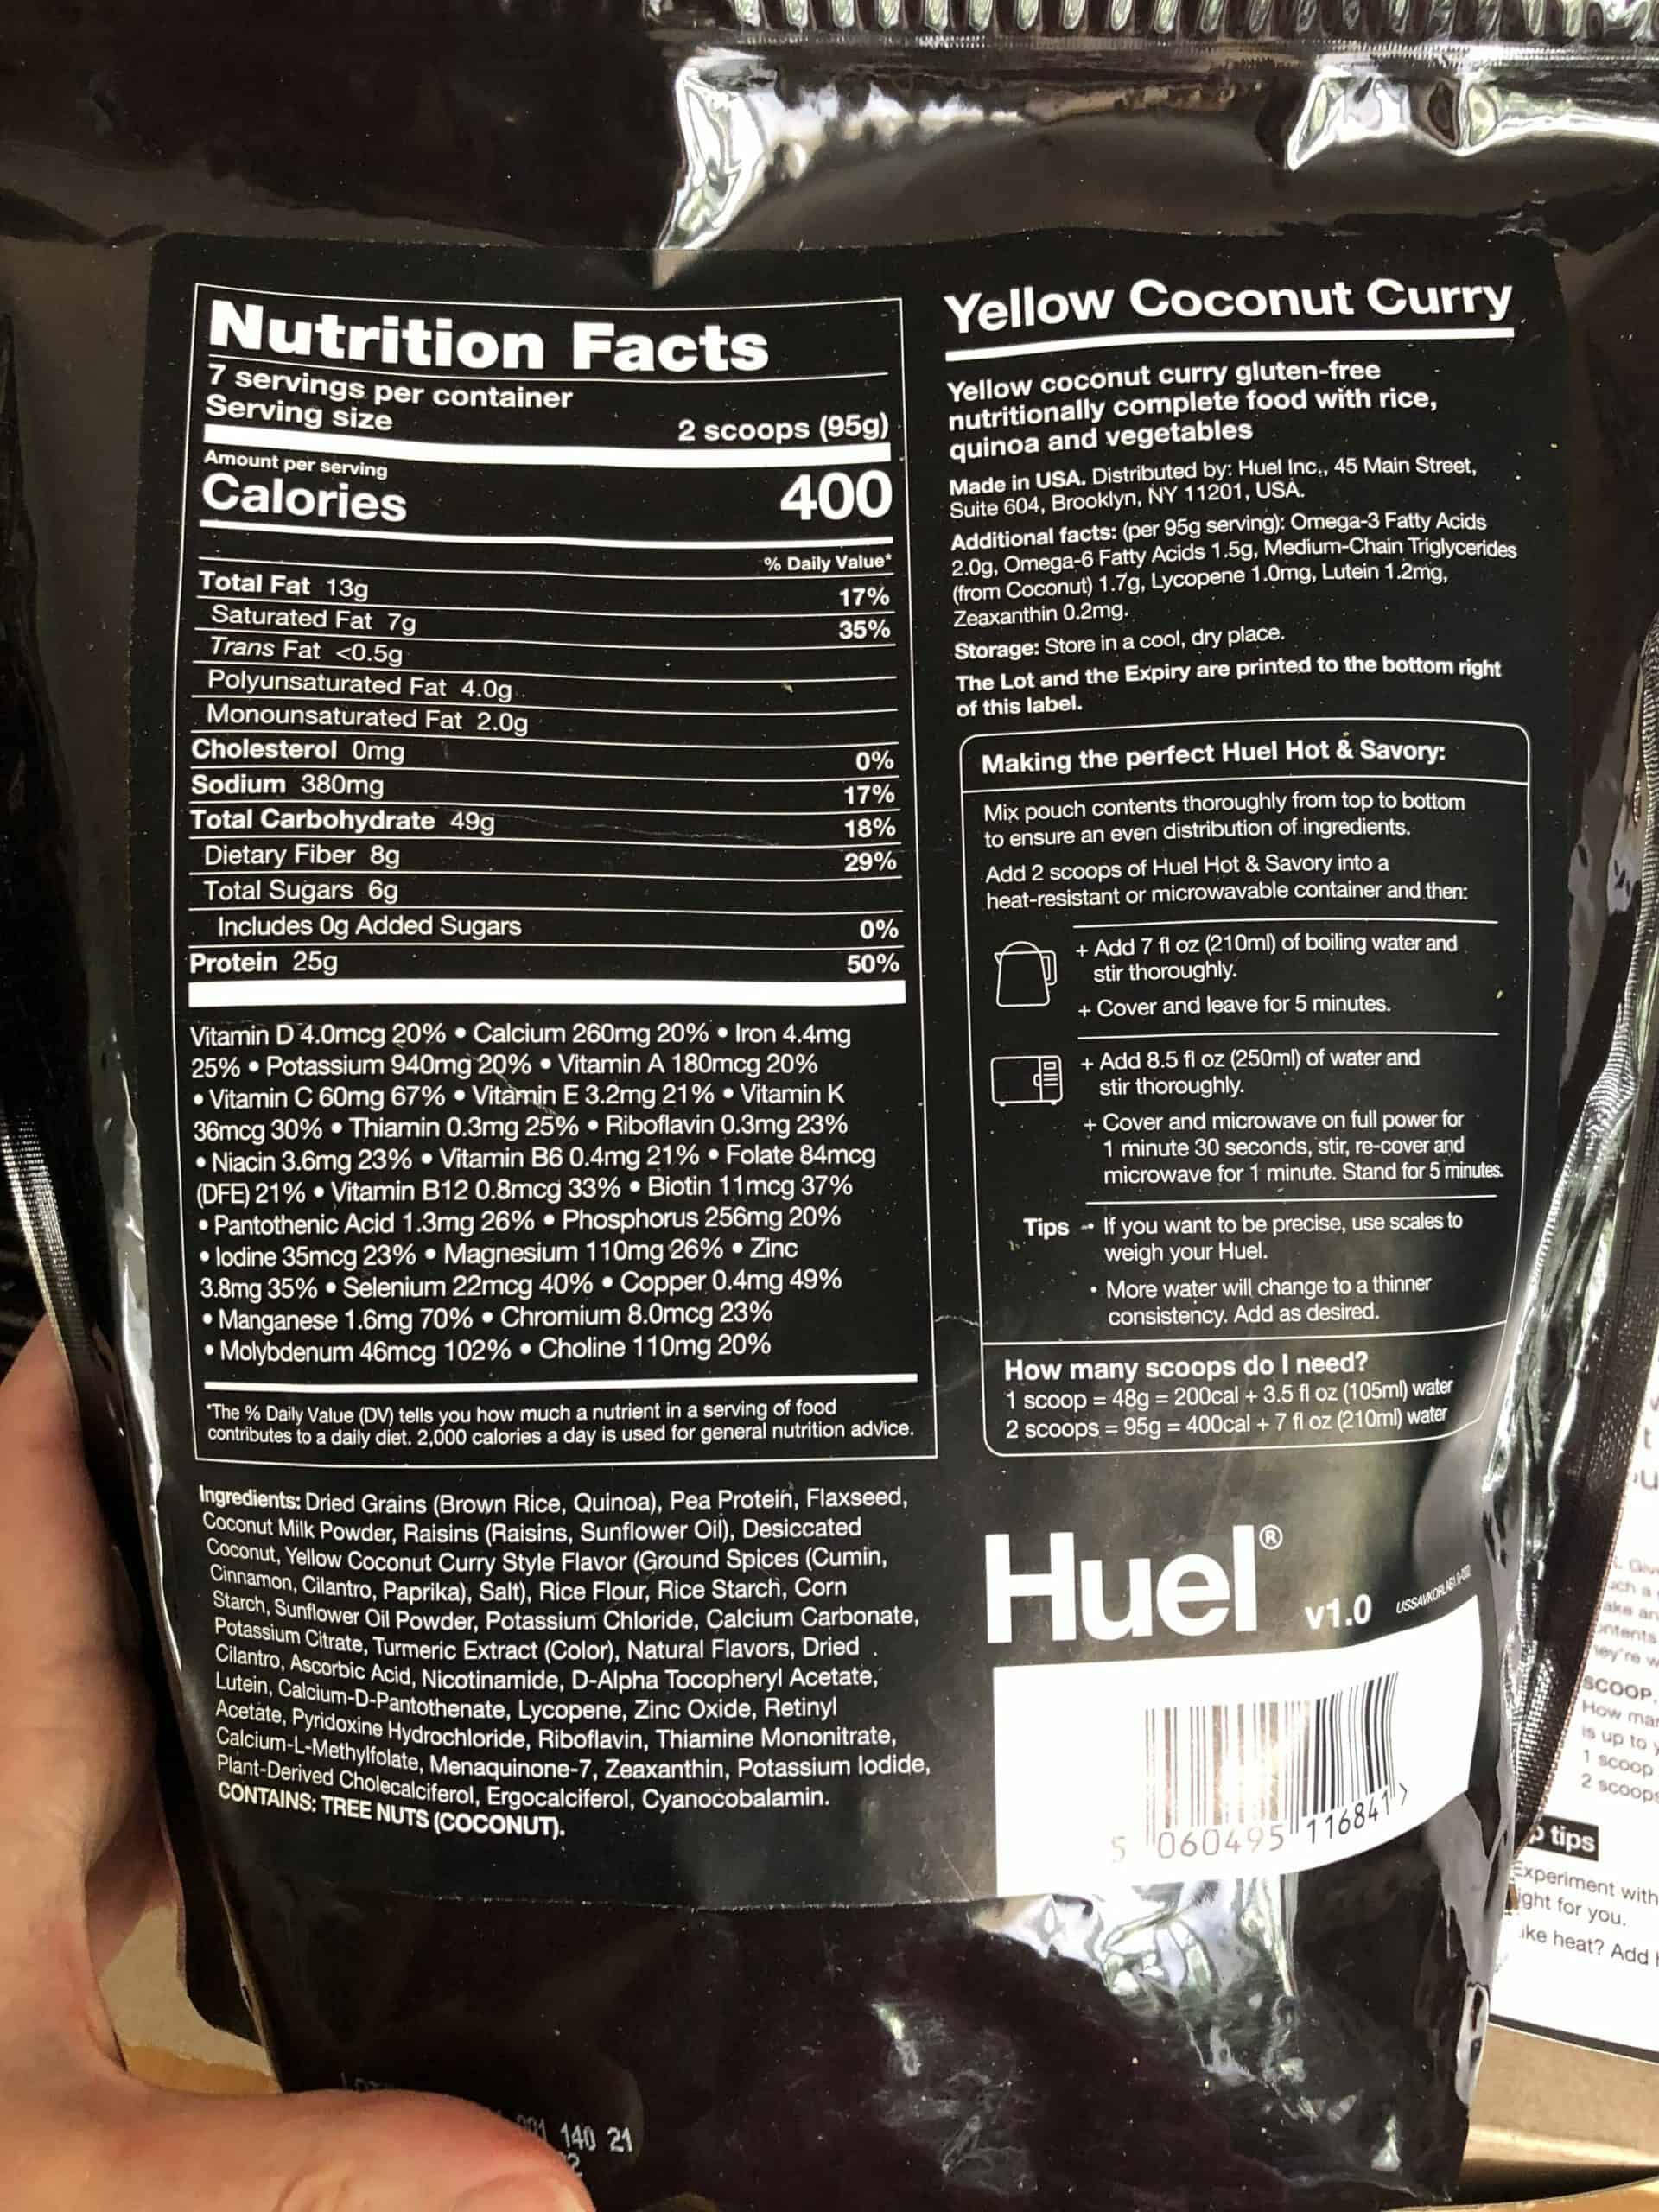 Nutrition Facts
7 servings per container
Serving size 2 scoops (95g)
Amount per serving
Calories 400
% Daily Value*
Total Fat 13g 17%
Saturated Fat 7g 35%
Trans Fat <0.5g
Polyunsaturated Fat 4.0g
Monounsaturated Fat 2.0g
Cholesterol 0mg 0%
Sodium 380mg 17%
Total Carbohydrate 49g 18%
Dietary Fiber 8g 29%
Total Sugars 6g
Includes 0g Added Sugars 0%
Protein 25g 50%
Vitamin D 4.0mcg 20% • Calcium 260mg 20% • Iron 4.4mg
25% • Potassium 940mg 20% • Vitamin A 180mcg 20%
• Vitamin C 60mg 67% • Vitamin E 3.2mg 21% • Vitamin K
36mcg 30% • Thiamin 0.3mg 25% • Riboflavin 0.3mg 23%
• Niacin 3.6mg 23% • Vitamin B6 0.4mg 21% • Folate 84mcg
(DFE) 21% • Vitamin B12 0.8mcg 33% • Biotin 11mcg 37%
• Pantothenic Acid 1.3mg 26% • Phosphorus 256mg 20%
• Iodine 35mcg 23% • Magnesium 110mg 26% • Zinc
3.8mg 35% • Selenium 22mcg 40% • Copper 0.4mg 49%
• Manganese 1.6mg 70% • Chromium 8.0mcg 23%
• Molybdenum 46mcg 102% • Choline 110mg 20%
*The % Daily Value (DV) tells you how much a nutrient in a serving of food
contributes to a daily diet. 2,000 calories a day is used for general nutrition advice.
Ingredients: Dried Grains (Brown Rice, Quinoa), Pea Protein, Flaxseed,
Coconut Milk Powder, Raisins (Raisins, Sunflower Oil), Desiccated
Coconut, Yellow Coconut Curry Style Flavor (Ground Spices (Cumin,
Cinnamon, Cilantro, Paprika), Salt), Rice Flour, Rice Starch, Corn
Starch, Sunflower Oil Powder, Potassium Chloride, Calcium Carbonate,
Potassium Citrate, Turmeric Extract (Color), Natural Flavors, Dried
Cilantro, Ascorbic Acid, Nicotinamide, D-Alpha Tocopheryl Acetate,
Lutein, Calcium-D-Pantothenate, Lycopene, Zinc Oxide, Retinyl
Acetate, Pyridoxine Hydrochloride, Riboflavin, Thiamine Mononitrate,
Calcium-L-Methylfolate, Menaquinone-7, Zeaxanthin, Potassium Iodide,
Plant-Derived Cholecalciferol, Ergocalciferol, Cyanocobalamin.
CONTAINS: TREE NUTS (COCONUT).
Yellow Coconut Curry
Yellow coconut curry gluten-free
nutritionally complete food with rice,
quinoa and vegetables
Made in USA. Distributed by: Huel Inc., 45 Main Street,
Suite 604, Brooklyn, NY 11201, USA.
Additional facts: (per 95g serving): Omega-3 Fatty Acids
2.0g, Omega-6 Fatty Acids 1.5g, Medium-Chain Triglycerides
(from Coconut) 1.7g, Lycopene 1.0mg, Lutein 1.2mg,
Zeaxanthin 0.2mg.
Storage: Store in a cool, dry place.
The Lot and the Expiry are printed to the bottom right
of this label.
Making the perfect Huel Hot & Savory:
Mix pouch contents thoroughly from top to bottom
to ensure an even distribution of ingredients.
Add 2 scoops of Huel Hot & Savory into a
heat-resistant or microwavable container and then:
+ Add 7 fl oz (210ml) of boiling water and
stir thoroughly.
+ Cover and leave for 5 minutes.
+ Add 8.5 fl oz (250ml) of water and
stir thoroughly.
+ Cover and microwave on full power for
1 minute 30 seconds, stir, re-cover and
microwave for 1 minute. Stand for 5 minutes.
Tips • If you want to be precise, use scales to
weigh your Huel.
• More water will change to a thinner
consistency. Add as desired.
How many scoops do I need?
1 scoop = 48g = 200cal + 3.5 fl oz (105ml) water
2 scoops = 95g = 400cal + 7 fl oz (210ml) water
Huel®
v1.0
5 060495 116841 >
140 21
SCOOP.
How
is up to
1 scoop
2 scoops
tips
Experiment with
for you.
heat? Add